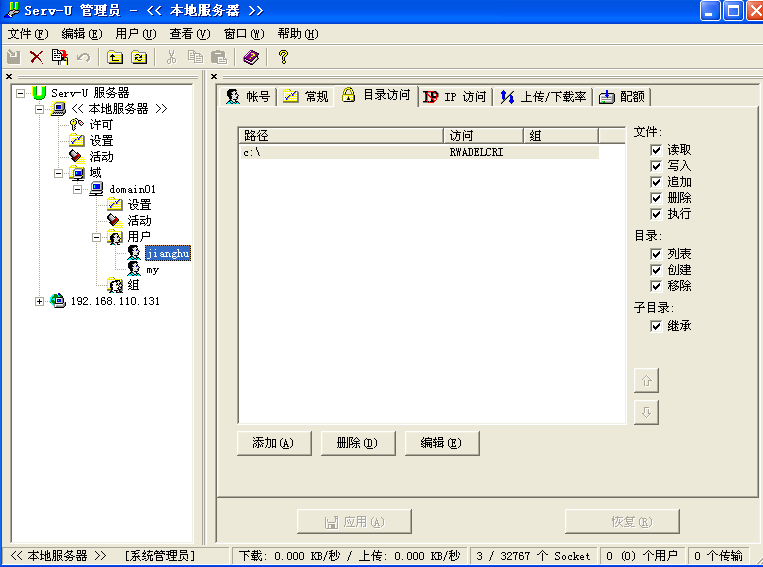 Serv-U 管理员 - << 本地服务器 >>
文件(F) 编辑(E) 用户(U) 查看(V) 窗口(W) 帮助(H)
Serv-U 服务器
<< 本地服务器 >>
许可
设置
活动
域
domain01
设置
活动
用户
jianghu
my
组
192.168.110.131
帐号 常规 目录访问 IP 访问 上传/下载率 配额
路径 访问 组
c:\ RWADELCRI
文件:
读取
写入
追加
删除
执行
目录:
列表
创建
移除
子目录:
继承
添加(A) 删除(D) 编辑(E)
应用(A) 恢复(R)
<< 本地服务器 >> [系统管理员] 下载: 0.000 KB/秒 / 上传: 0.000 KB/秒 3 / 32767 个 Socket 0 (0) 个用户 0 个传输